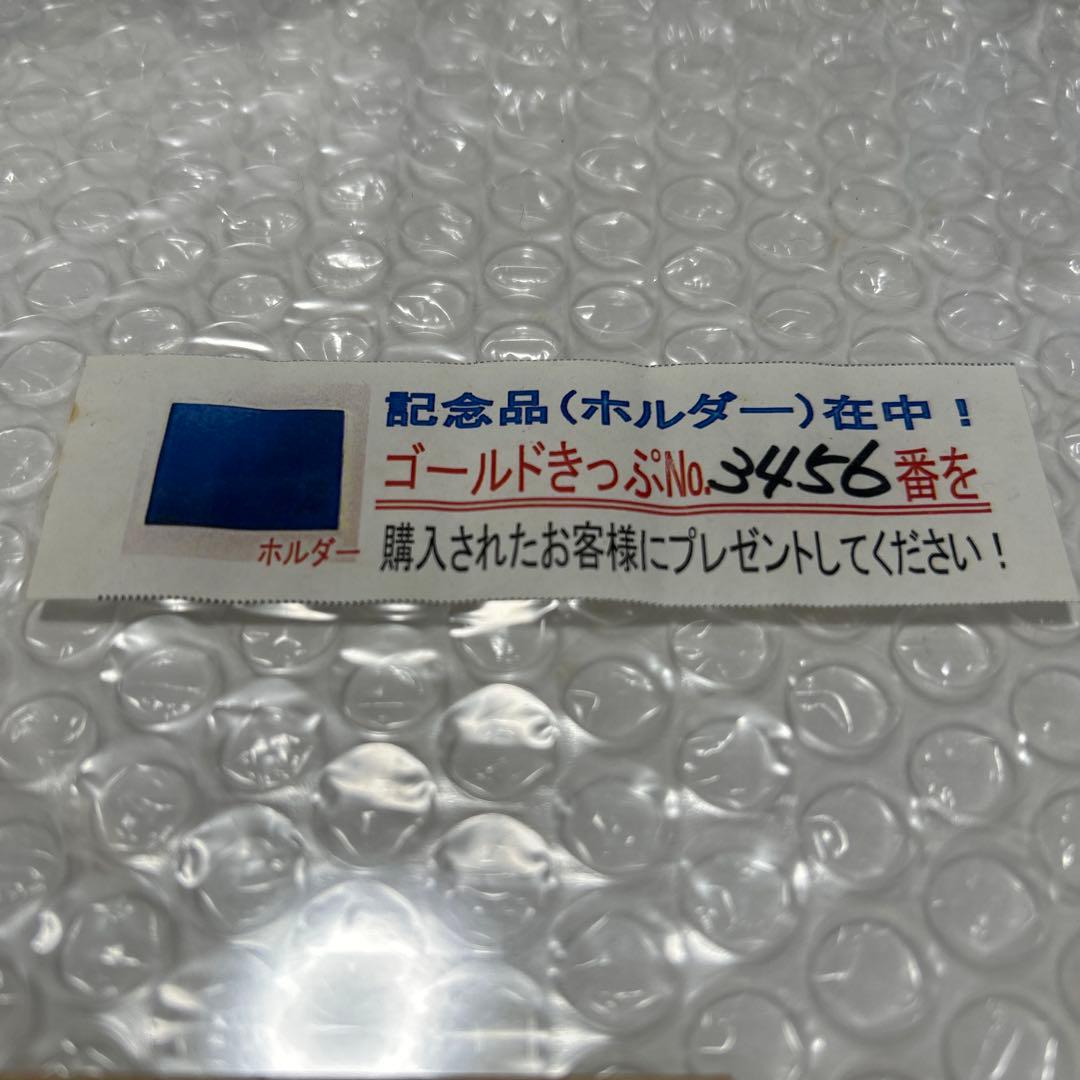 記念品(ホルダー)在中!
ゴールドきっぷNo.3456番を
購入されたお客様にプレゼントしてください!
ホルダー